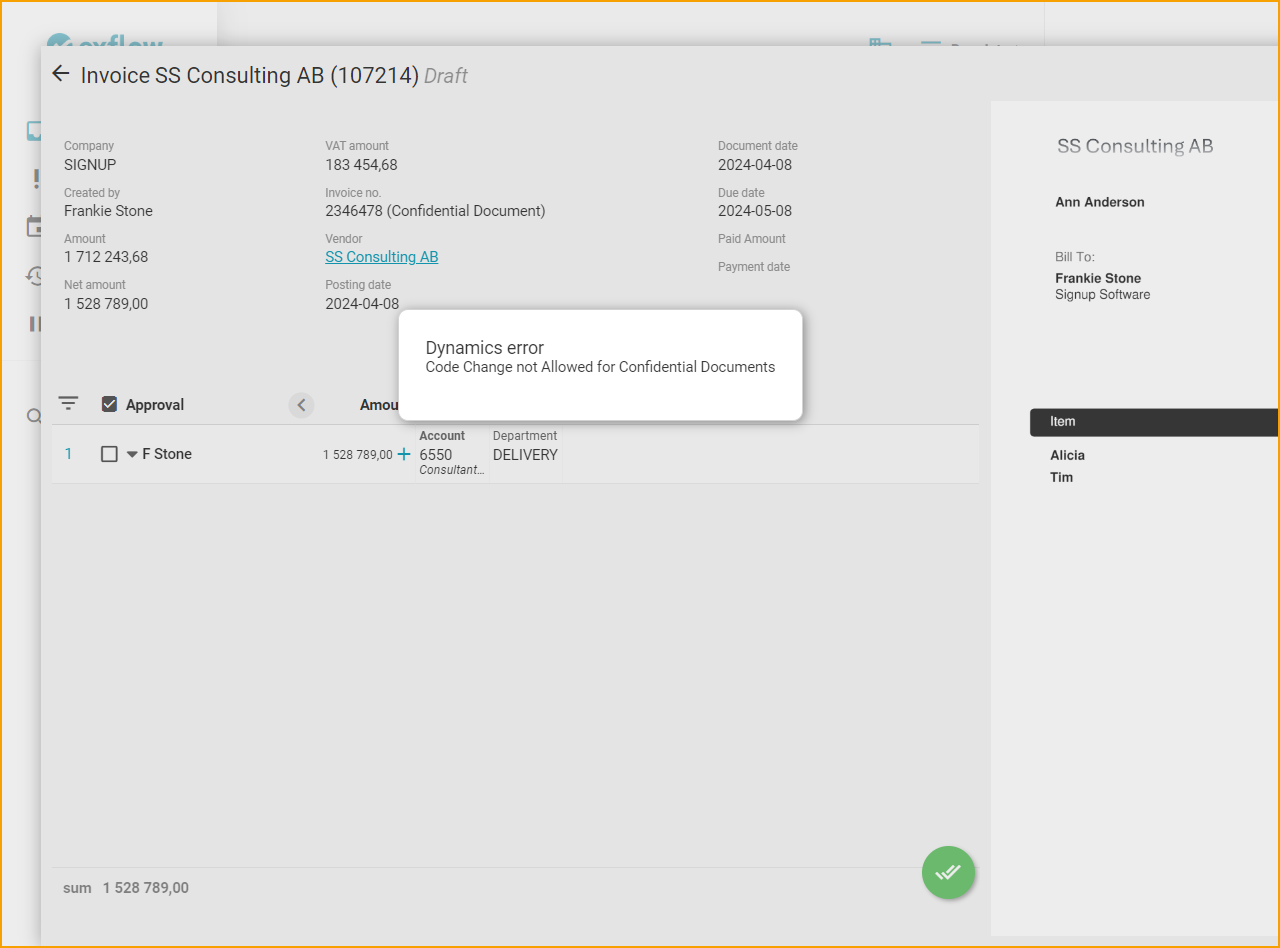 exflow
Invoice SS Consulting AB (107214) Draft
Company
SIGNUP
Created by
Frankie Stone
Amount
1 712 243,68
Net amount
1 528 789,00
VAT amount
183 454,68
Invoice no.
2346478 (Confidential Document)
Vendor
SS Consulting AB
Posting date
2024-04-08
Document date
2024-04-08
Due date
2024-05-08
Paid Amount
Payment date
Dynamics error
Code Change not Allowed for Confidential Documents
Approval
Amou
1
F Stone
1 528 789,00
Account
6550
Consultant...
Department
DELIVERY
sum 1 528 789,00
SS Consulting AB
Ann Anderson
Bill To:
Frankie Stone
Signup Software
Item
Alicia
Tim